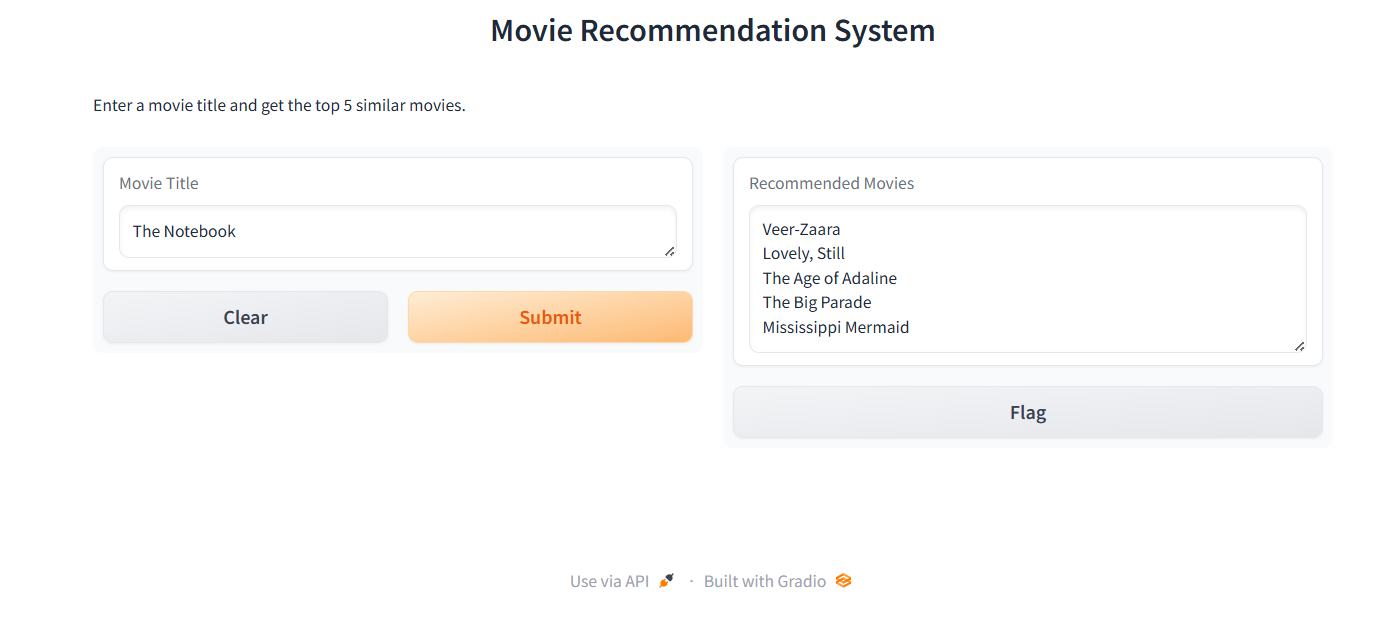 Movie Recommendation System
Enter a movie title and get the top 5 similar movies.
Movie Title
The Notebook
Clear
Submit
Recommended Movies
Veer-Zaara
Lovely, Still
The Age of Adaline
The Big Parade
Mississippi Mermaid
Flag
Use via API · Built with Gradio